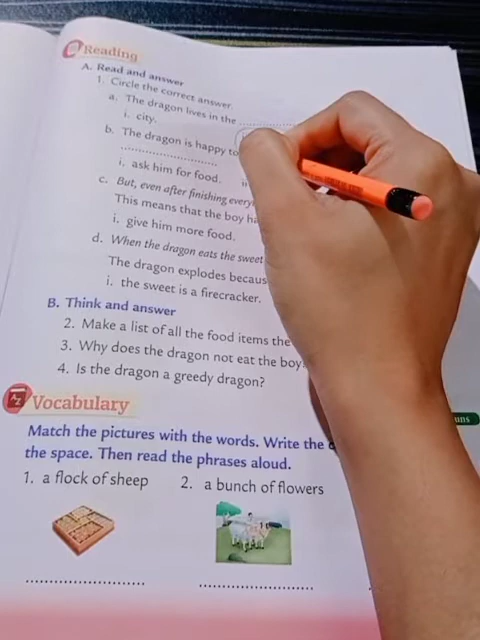 Reading
A. Read and answer
1. Circle the correct answer.
a. The dragon lives in the
i. city.
b. The dragon is happy to
i. ask him for food.
c. But, even after finishing every
This means that the boy ha
i. give him more food.
d. When the dragon eats the sweet
The dragon explodes becaus
i. the sweet is a firecracker.
B. Think and answer
2. Make a list of all the food items the
3. Why does the dragon not eat the boy
4. Is the dragon a greedy dragon?
AZ Vocabulary
Match the pictures with the words. Write the
the space. Then read the phrases aloud.
1. a flock of sheep 2. a bunch of flowers
uns